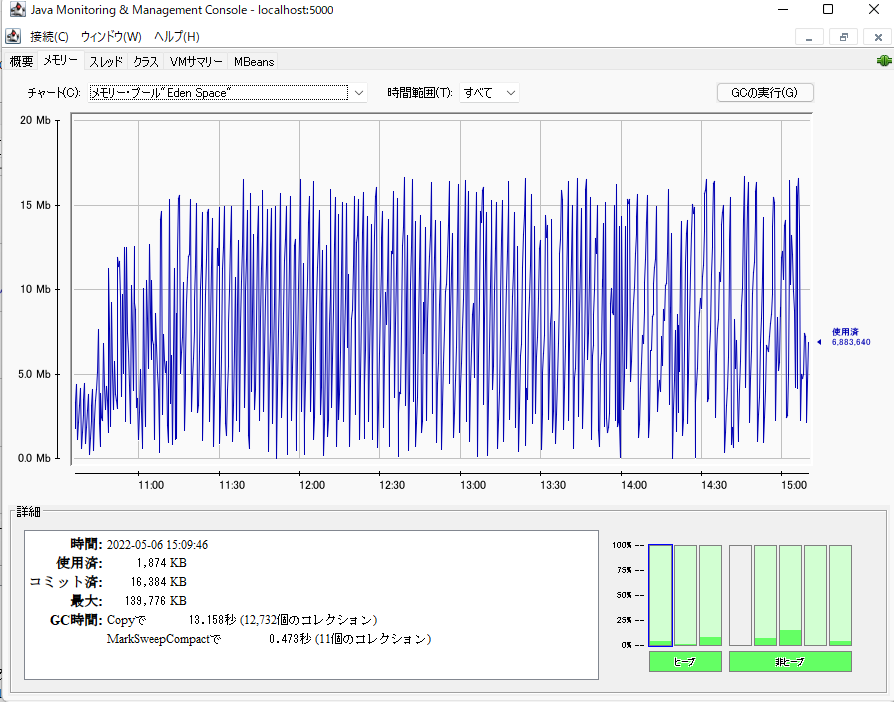 Java Monitoring & Management Console - localhost:5000
接続(C) ウィンドウ(W) ヘルプ(H)
概要 メモリー スレッド クラス VMサマリー MBeans
チャート(C): メモリー・プール"Eden Space" 時間範囲(T): すべて GCの実行(G)
20 Mb
15 Mb
10 Mb
5.0 Mb
0.0 Mb
使用済
6,883,640
11:00 11:30 12:00 12:30 13:00 13:30 14:00 14:30 15:00
詳細
時間: 2022-05-06 15:09:46
使用済: 1,874 KB
コミット済: 16,384 KB
最大: 139,776 KB
GC時間: Copyで 13.158秒 (12,732個のコレクション)
MarkSweepCompactで 0.473秒 (11個のコレクション)
100% --
75% --
50% --
25% --
0% --
ヒープ 非ヒープ